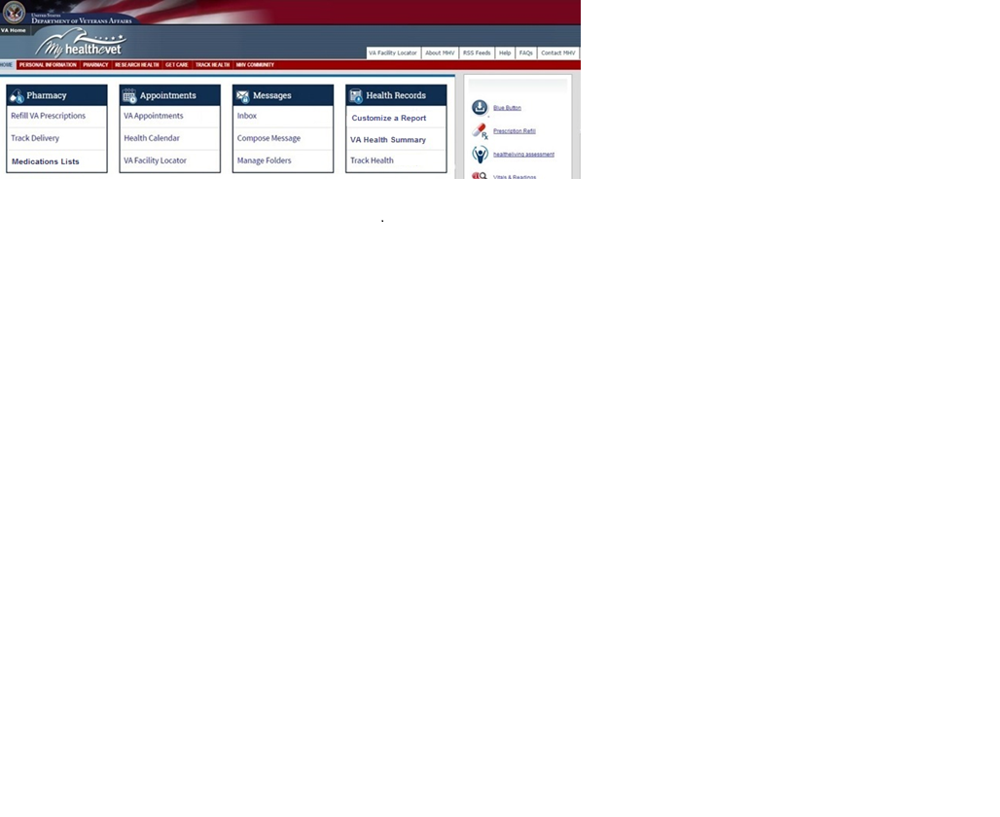 UNITED STATES
DEPARTMENT OF VETERANS AFFAIRS
VA Home
My healthevet
VA Facility Locator About MHV RSS Feeds Help FAQs Contact MHV
HOME PERSONAL INFORMATION PHARMACY RESEARCH HEALTH GET CARE TRACK HEALTH MHV COMMUNITY
Pharmacy
Refill VA Prescriptions
Track Delivery
Medications Lists
Appointments
VA Appointments
Health Calendar
VA Facility Locator
Messages
Inbox
Compose Message
Manage Folders
Health Records
Customize a Report
VA Health Summary
Track Health
Blue Button
Prescription Refill
healtheliving assessment
Vitals & Readings
.